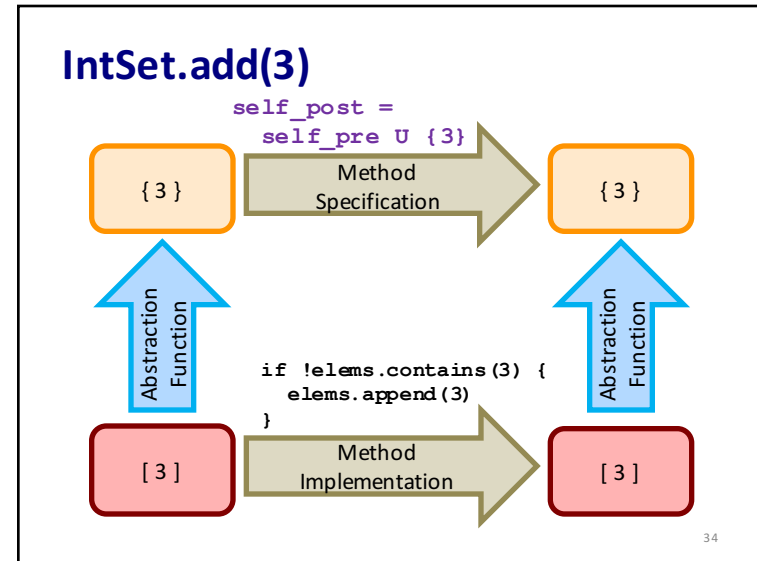 IntSet.add(3)
self_post =
self_pre U {3}
{ 3 }
Method
Specification
{ 3 }
Abstraction
Function
Abstraction
Function
if !elems.contains(3) {
elems.append(3)
}
[ 3 ]
Method
Implementation
[ 3 ]
34